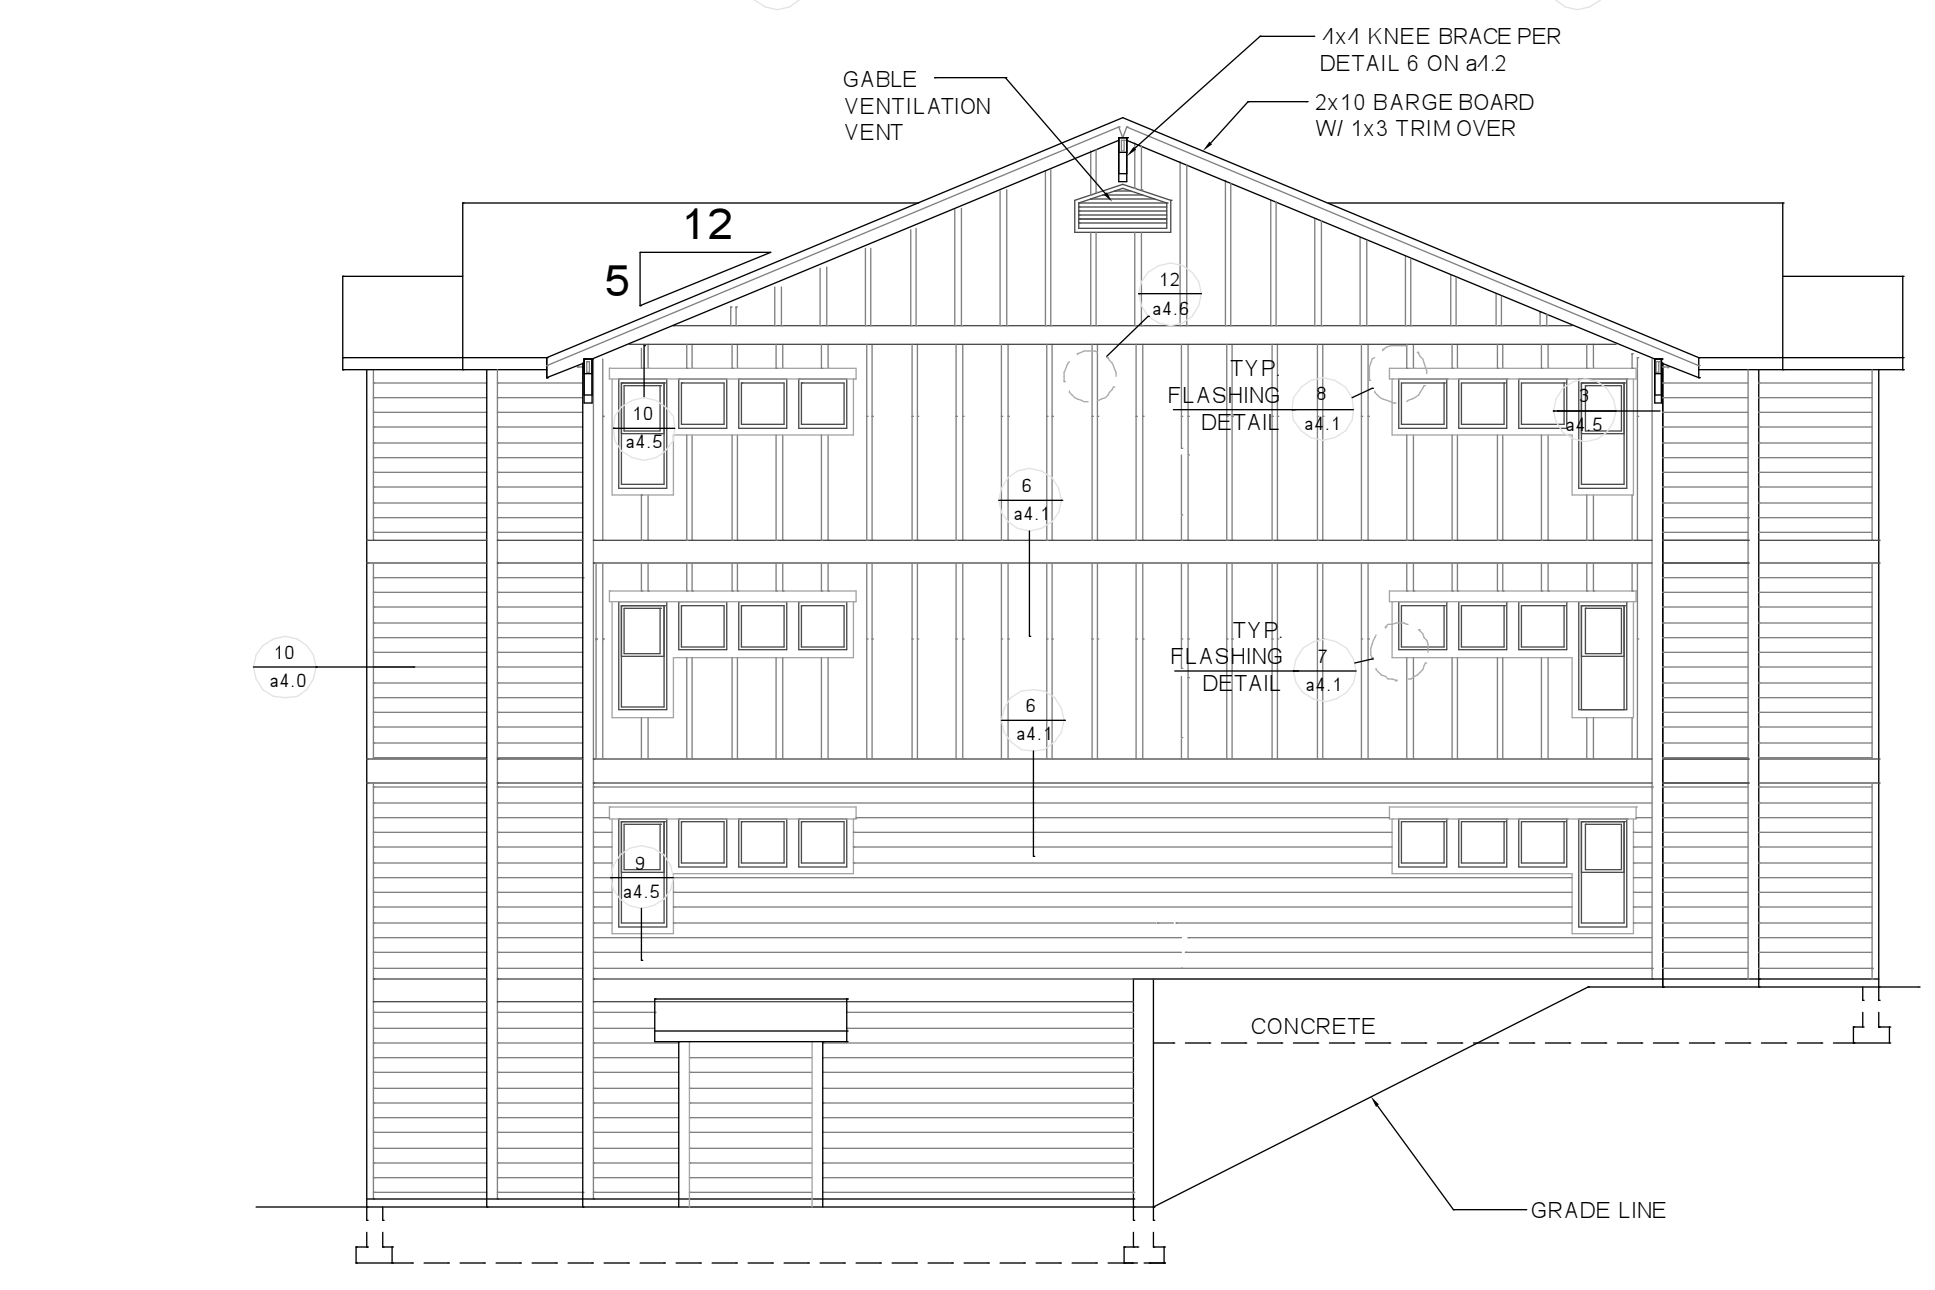 4x4 KNEE BRACE PER
DETAIL 6 ON a4.2
GABLE
VENTILATION
VENT
2x10 BARGE BOARD
W/ 1x3 TRIM OVER
12
5
12
a4.6
TYP.
FLASHING
DETAIL
8
a4.1
3
a4.5
10
a4.5
6
a4.1
TYP.
FLASHING
DETAIL
7
a4.1
10
a4.0
6
a4.1
9
a4.5
CONCRETE
GRADE LINE